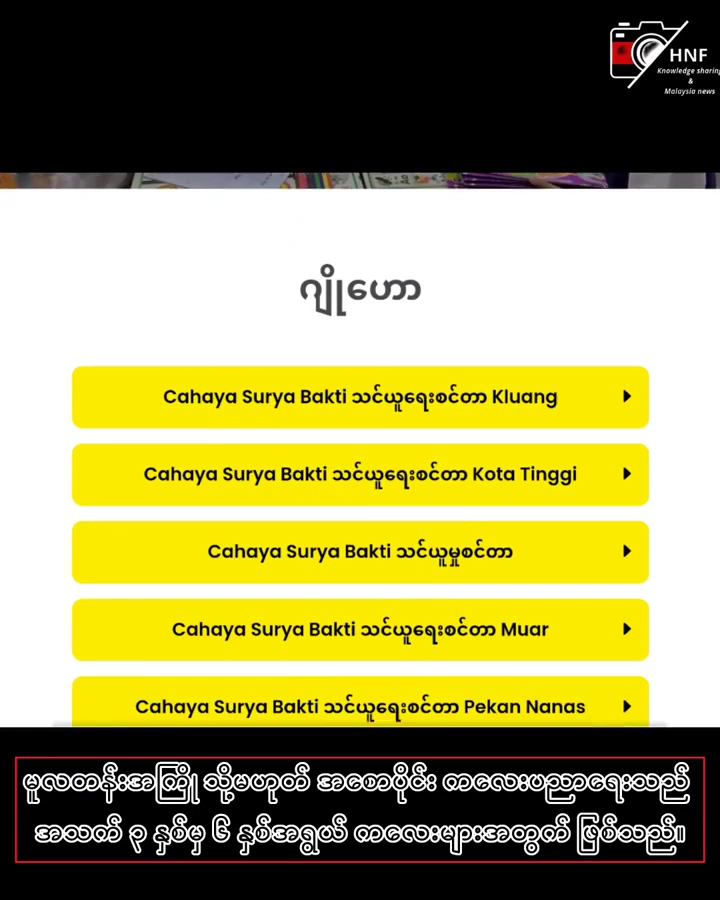 HNF
Knowledge sharing
&
Malaysia news
ဂျိုဟော
Cahaya Surya Bakti သင်ယူရေးစင်တာ Kluang
Cahaya Surya Bakti သင်ယူရေးစင်တာ Kota Tinggi
Cahaya Surya Bakti သင်ယူမှုစင်တာ
Cahaya Surya Bakti သင်ယူရေးစင်တာ Muar
Cahaya Surya Bakti သင်ယူရေးစင်တာ Pekan Nanas
မူလတန်းအကြို သို့မဟုတ် အစောပိုင်း ကလေးပညာရေးသည်
အသက် ၃ နှစ်မှ ၆ နှစ်အရွယ် ကလေးများအတွက် ဖြစ်သည်။